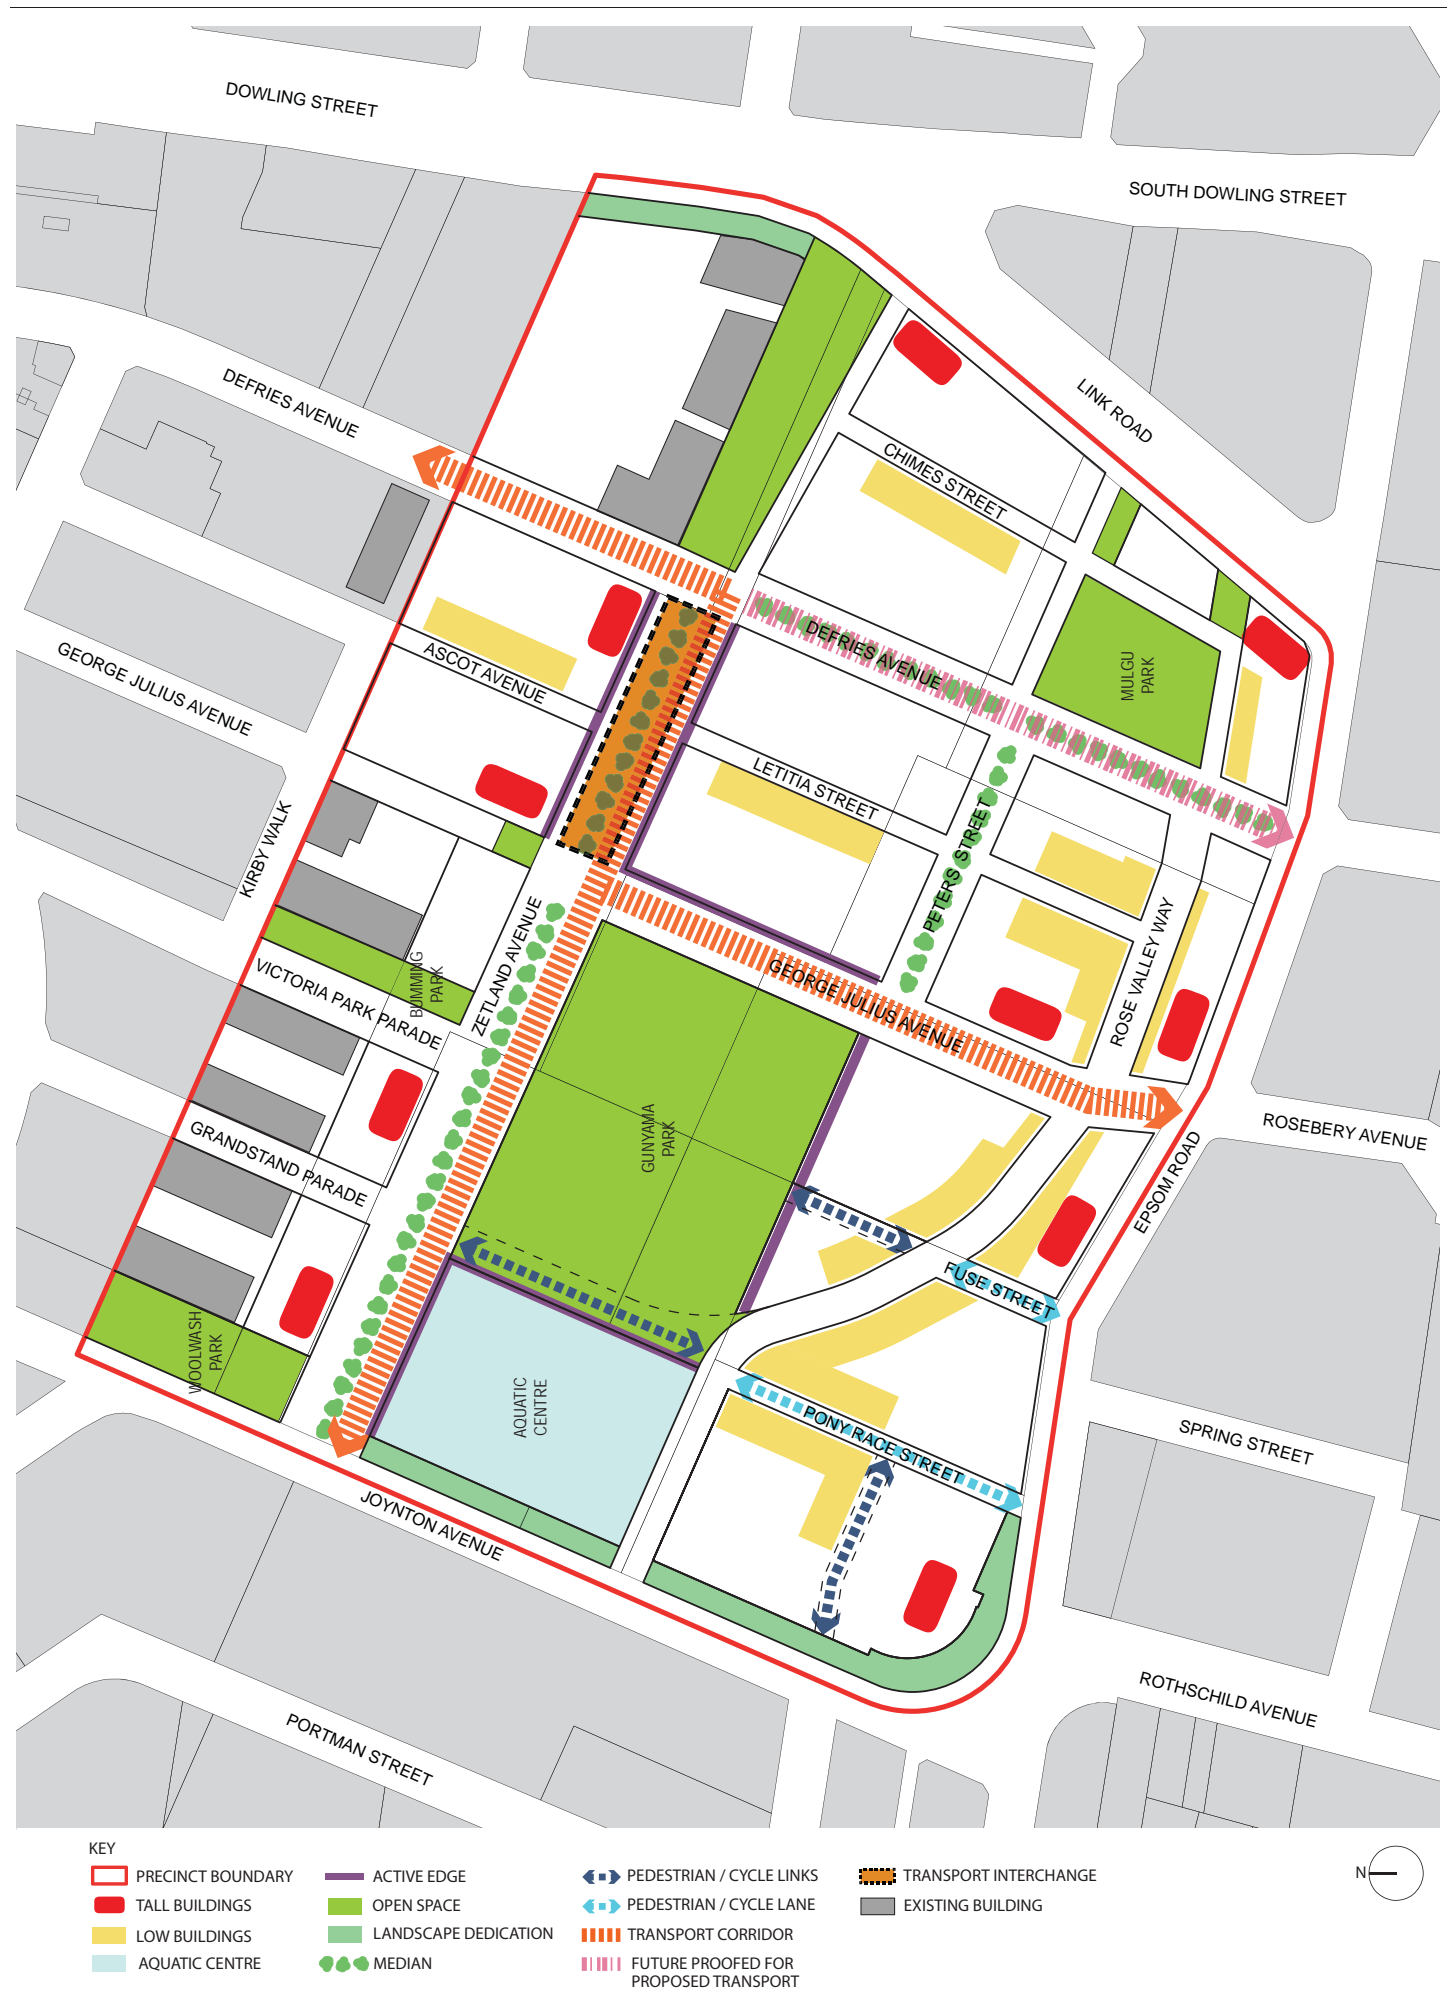 DOWLING STREET
SOUTH DOWLING STREET
DEFRIES AVENUE
LINK ROAD
CHIMES STREET
GEORGE JULIUS AVENUE
ASCOT AVENUE
DEFRIES AVENUE
MULGU
PARK
LETITIA STREET
KIRBY WALK
PETERS STREET
ZETLAND AVENUE
ROSE VALLEY WAY
VICTORIA PARK PARADE
BUMMING
PARK
GEORGE JULIUS AVENUE
GRANDSTAND PARADE
GUNYAMA
PARK
ROSEBERY AVENUE
EPSOM ROAD
FUSE STREET
WOOLWASH
PARK
AQUATIC
CENTRE
PONY RACE STREET
SPRING STREET
JOYNTON AVENUE
ROTHSCHILD AVENUE
PORTMAN STREET
KEY
PRECINCT BOUNDARY
TALL BUILDINGS
LOW BUILDINGS
AQUATIC CENTRE
ACTIVE EDGE
OPEN SPACE
LANDSCAPE DEDICATION
MEDIAN
PEDESTRIAN / CYCLE LINKS
PEDESTRIAN / CYCLE LANE
TRANSPORT CORRIDOR
FUTURE PROOFED FOR
PROPOSED TRANSPORT
TRANSPORT INTERCHANGE
EXISTING BUILDING
N